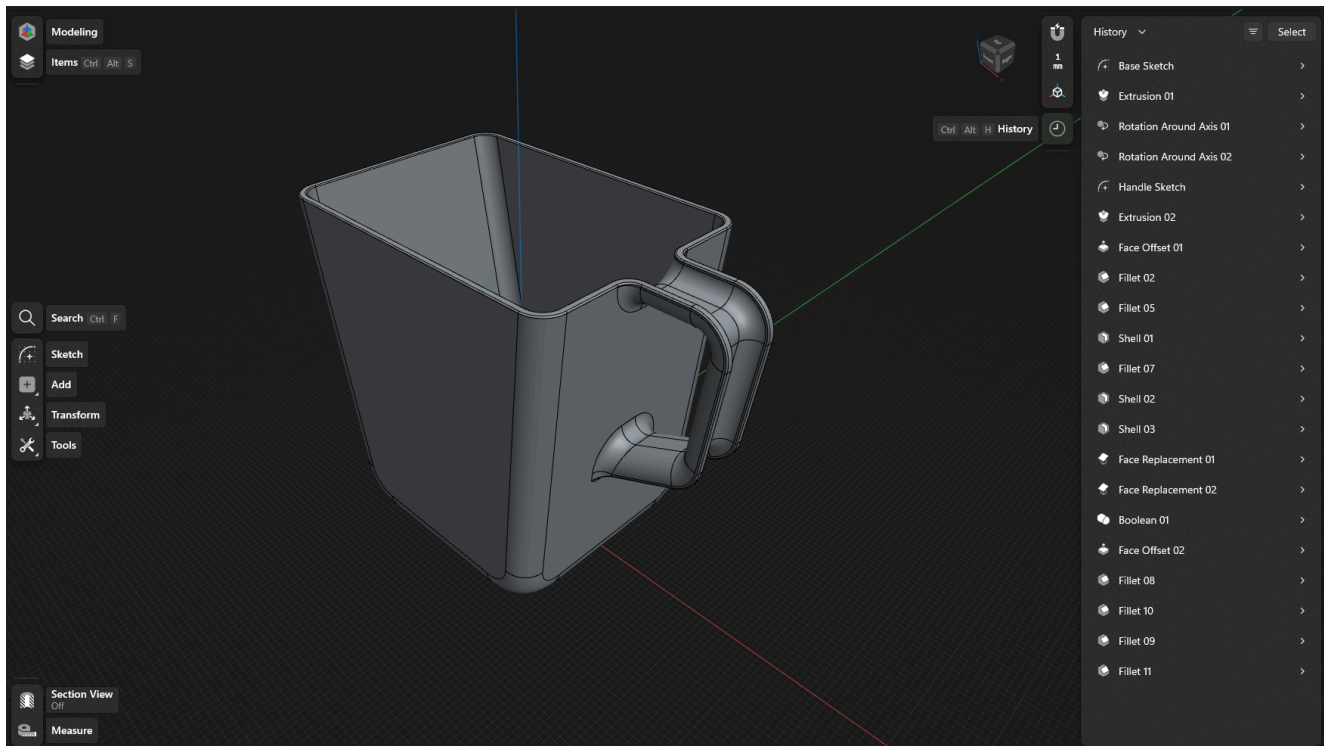 Modeling
Items Ctrl Alt S
Search Ctrl F
Sketch
Add
Transform
Tools
Section View
Off
Measure
1
mm
Ctrl Alt H History
History
Select
Base Sketch
Extrusion 01
Rotation Around Axis 01
Rotation Around Axis 02
Handle Sketch
Extrusion 02
Face Offset 01
Fillet 02
Fillet 05
Shell 01
Fillet 07
Shell 02
Shell 03
Face Replacement 01
Face Replacement 02
Boolean 01
Face Offset 02
Fillet 08
Fillet 10
Fillet 09
Fillet 11